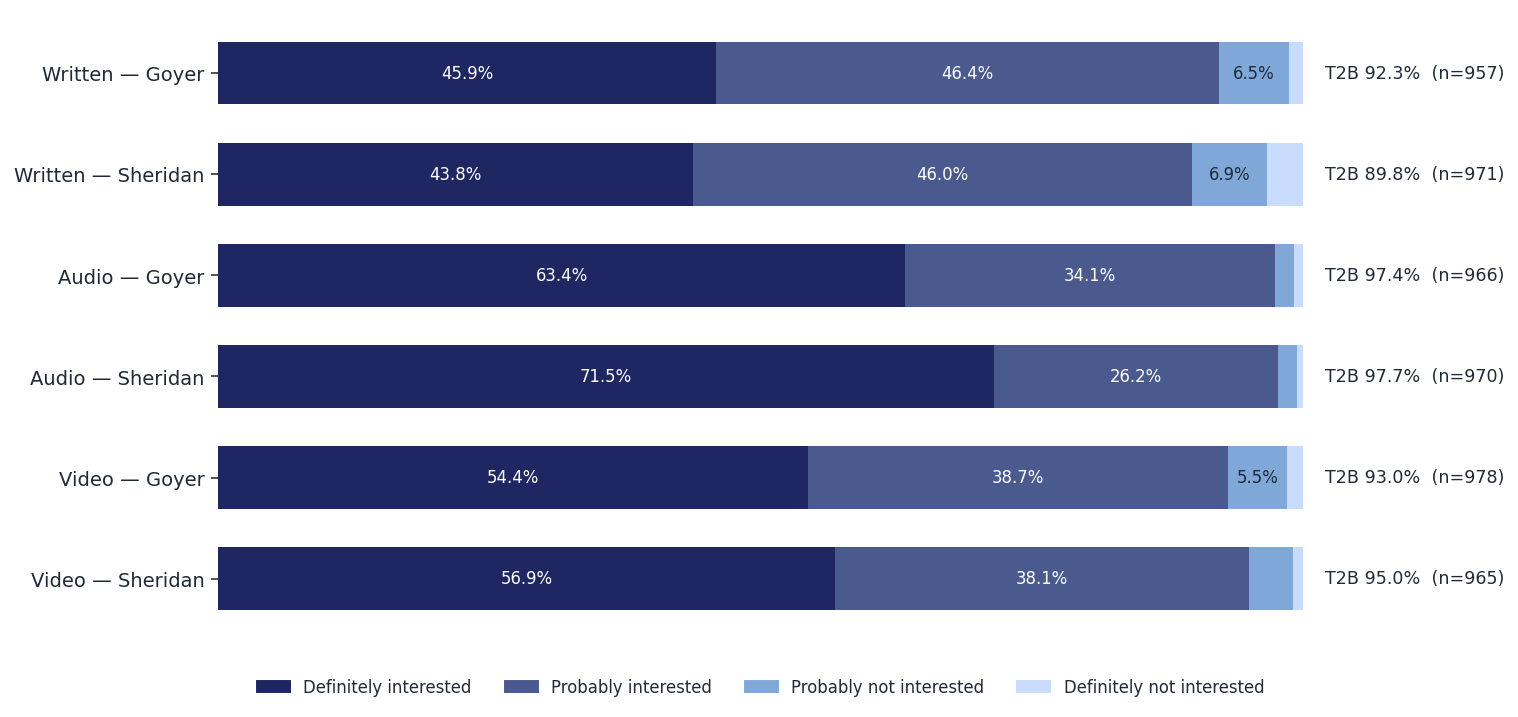 Written — Goyer 45.9% 46.4% 6.5% T2B 92.3% (n=957)
Written — Sheridan 43.8% 46.0% 6.9% T2B 89.8% (n=971)
Audio — Goyer 63.4% 34.1% T2B 97.4% (n=966)
Audio — Sheridan 71.5% 26.2% T2B 97.7% (n=970)
Video — Goyer 54.4% 38.7% 5.5% T2B 93.0% (n=978)
Video — Sheridan 56.9% 38.1% T2B 95.0% (n=965)
Definitely interested Probably interested Probably not interested Definitely not interested